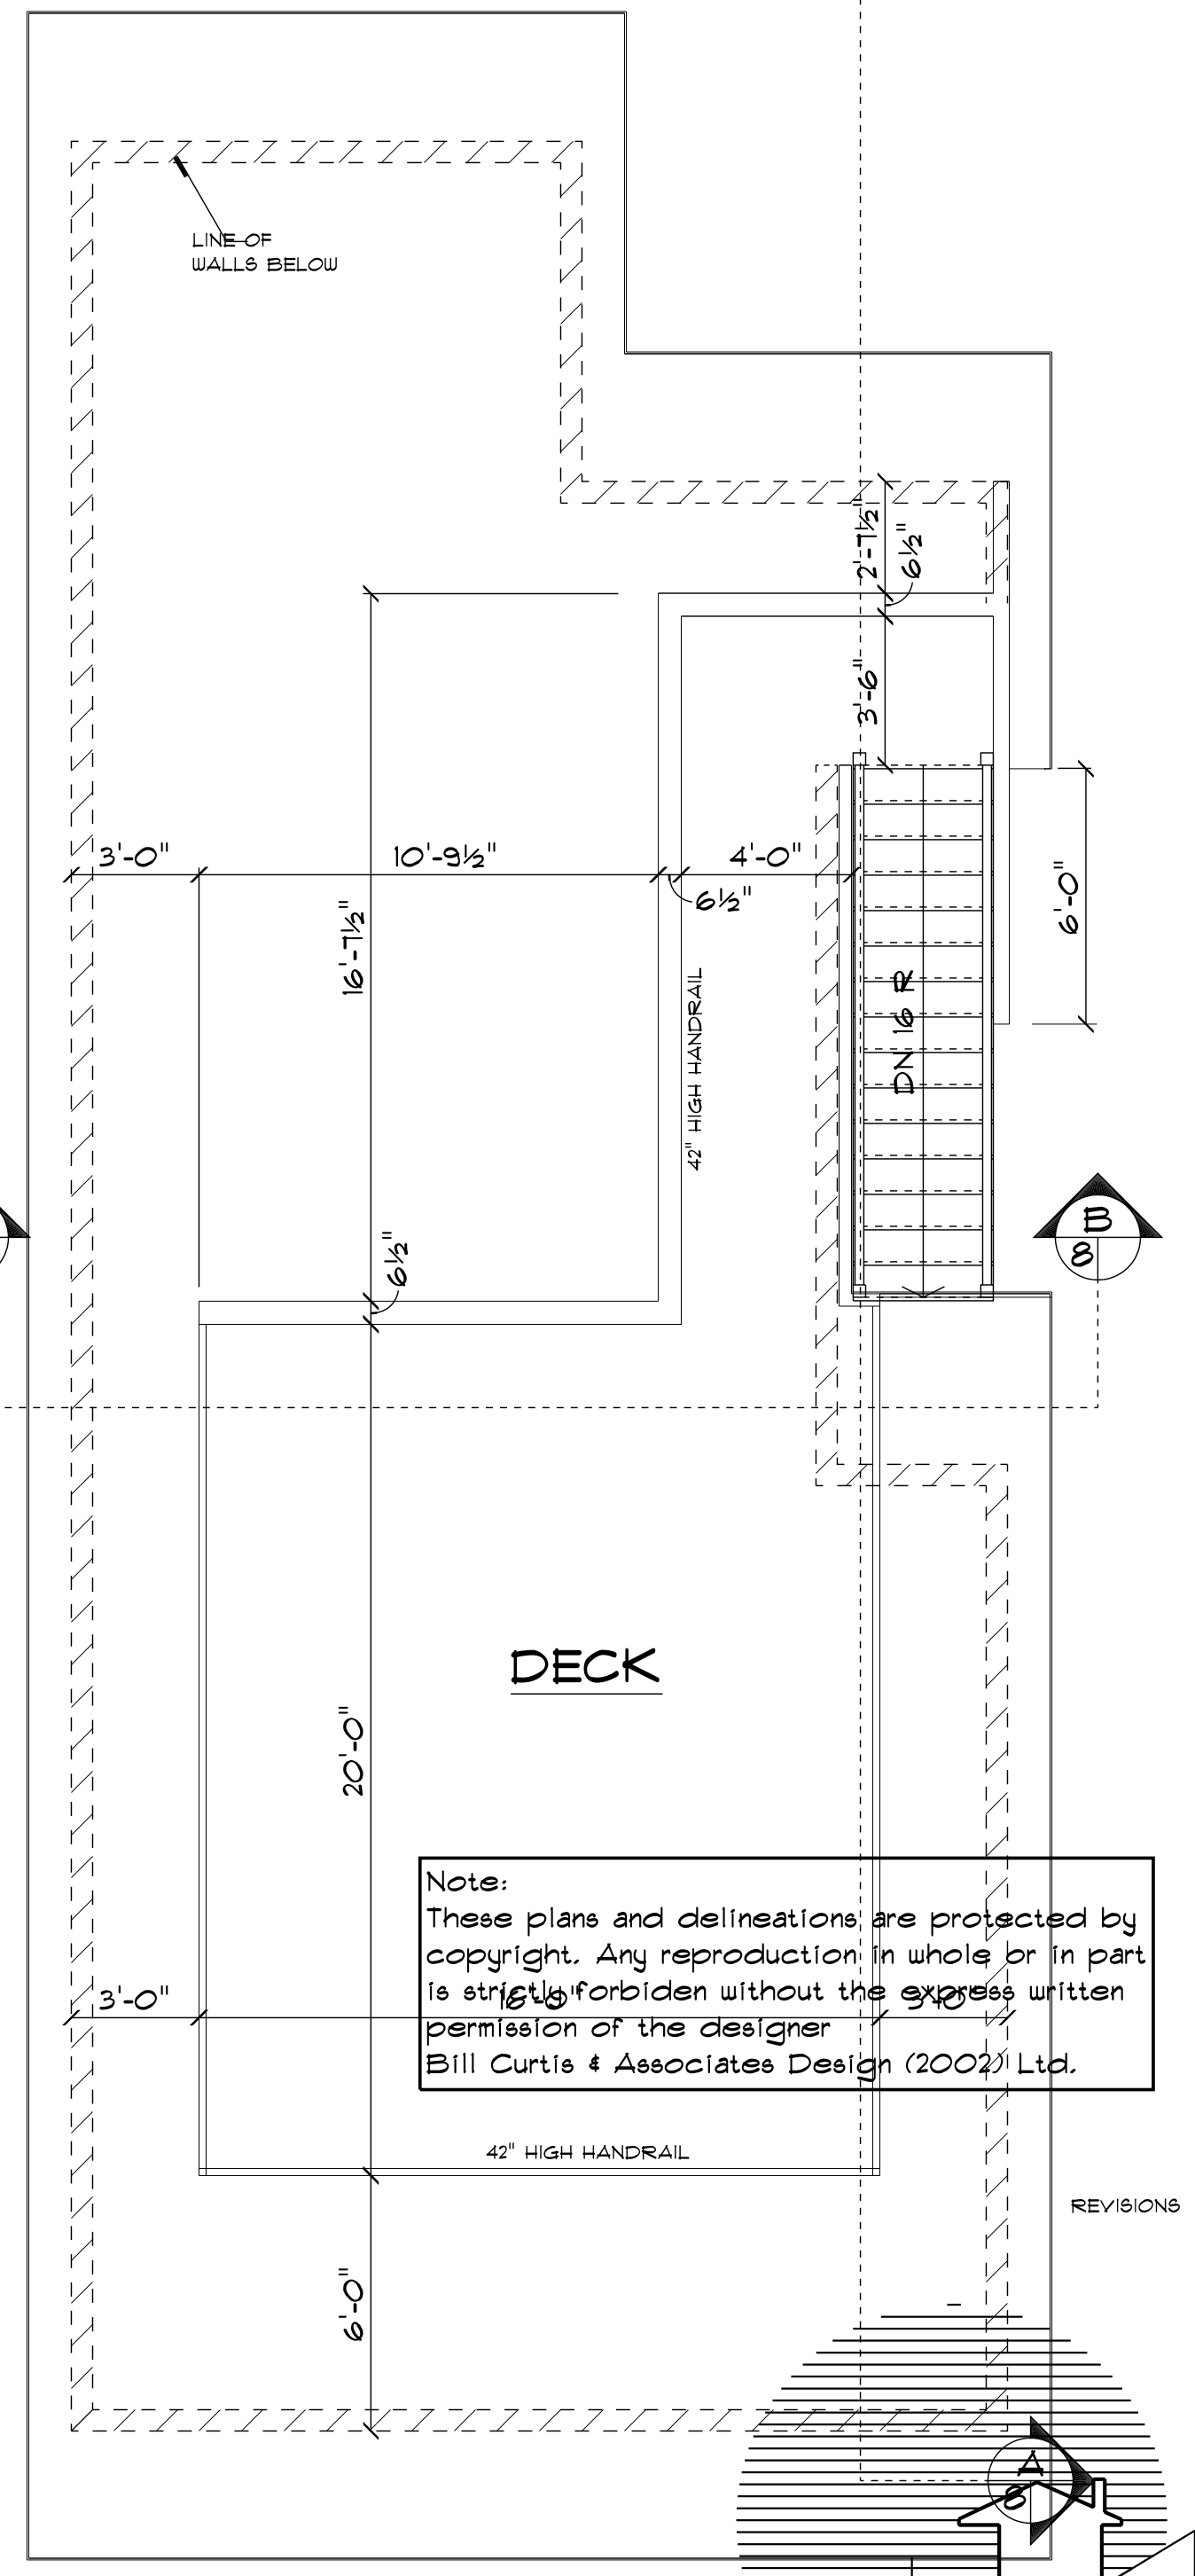 LINE OF
WALLS BELOW
2'-7½"
6½"
3'-6"
3'-0"
10'-9½"
4'-0"
6½"
6'-0"
16'-7½"
42" HIGH HANDRAIL
DN 16 R
B
8
6½"
DECK
20'-0"
Note:
These plans and delineations are protected by
copyright. Any reproduction in whole or in part
is strictly forbiden without the express written
permission of the designer
Bill Curtis & Associates Design (2002) Ltd.
3'-0"
16'-0"
3'-0"
42" HIGH HANDRAIL
REVISIONS
6'-0"
A
8